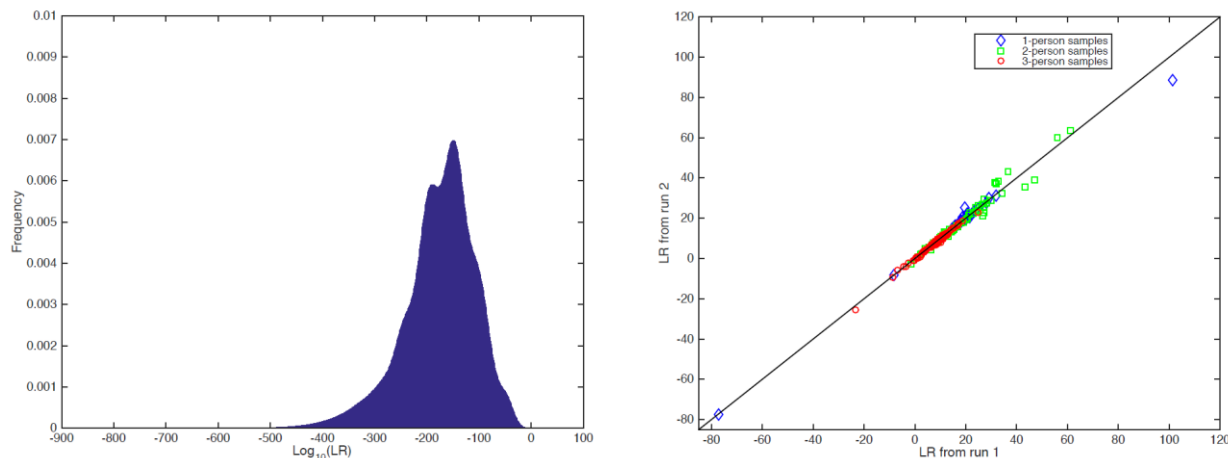 0.01
0.009
0.008
0.007
0.006
0.005
0.004
0.003
0.002
0.001
0
Frequency
-900 -800 -700 -600 -500 -400 -300 -200 -100 0 100
Log₁₀(LR)
120
100
80
60
40
20
0
-20
-40
-60
-80
LR from run 2
1-person samples
2-person samples
3-person samples
-80 -60 -40 -20 0 20 40 60 80 100 120
LR from run 1